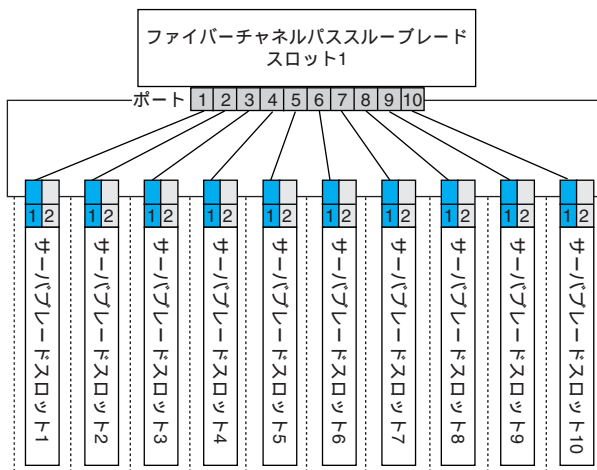 ファイバーチャネルパススルーブレード
スロット1
ポート 1 2 3 4 5 6 7 8 9 10
1 2 1 2 1 2 1 2 1 2 1 2 1 2 1 2 1 2 1 2
サーバブレードスロット1
サーバブレードスロット2
サーバブレードスロット3
サーバブレードスロット4
サーバブレードスロット5
サーバブレードスロット6
サーバブレードスロット7
サーバブレードスロット8
サーバブレードスロット9
サーバブレードスロット10